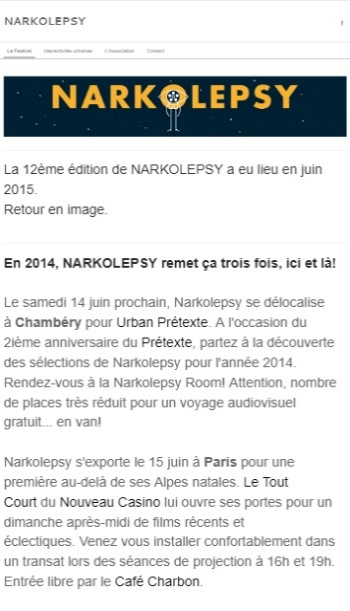 NARKOLEPSY
Le Festival Interactivités urbaines L'Association Contact
NARKOLEPSY
La 12ème édition de NARKOLEPSY a eu lieu en juin
2015.
Retour en image.
En 2014, NARKOLEPSY remet ça trois fois, ici et là!
Le samedi 14 juin prochain, Narkolepsy se délocalise
à Chambéry pour Urban Prétexte. A l'occasion du
2ième anniversaire du Prétexte, partez à la découverte
des sélections de Narkolepsy pour l'année 2014.
Rendez-vous à la Narkolepsy Room! Attention, nombre
de places très réduit pour un voyage audiovisuel
gratuit... en van!
Narkolepsy s'exporte le 15 juin à Paris pour une
première au-delà de ses Alpes natales. Le Tout
Court du Nouveau Casino lui ouvre ses portes pour un
dimanche après-midi de films récents et
éclectiques. Venez vous installer confortablement dans
un transat lors des séances de projection à 16h et 19h.
Entrée libre par le Café Charbon.